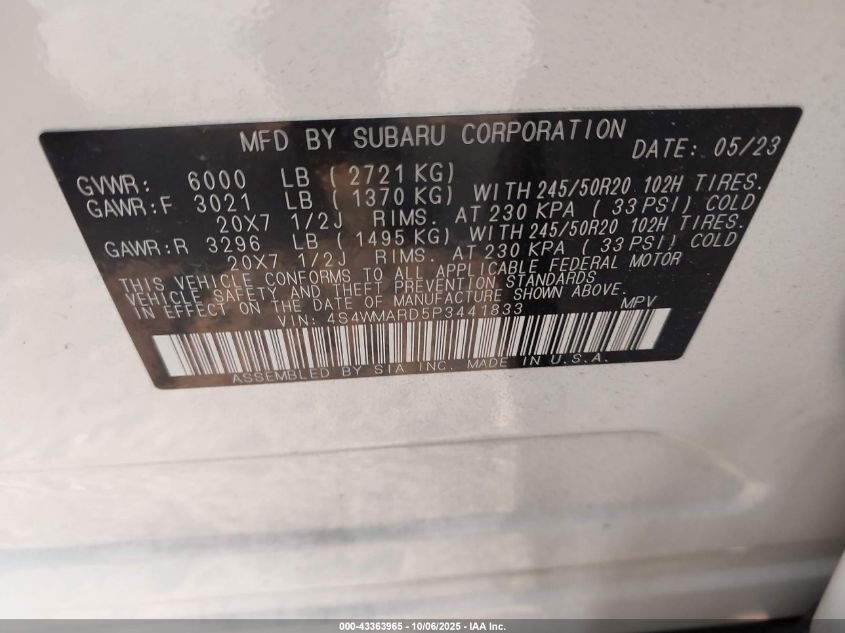 MFD BY SUBARU CORPORATION DATE: 05/23
GVWR: 6000 LB ( 2721 KG)
GAWR:F 3021 LB ( 1370 KG) WITH 245/50R20 102H TIRES.
20X7 1/2J RIMS. AT 230 KPA ( 33 PSI) COLD
GAWR:R 3296 LB ( 1495 KG) WITH 245/50R20 102H TIRES.
20X7 1/2J RIMS. AT 230 KPA ( 33 PSI) COLD
THIS VEHICLE CONFORMS TO ALL APPLICABLE FEDERAL MOTOR
VEHICLE SAFETY AND THEFT PREVENTION STANDARDS
IN EFFECT ON THE DATE OF MANUFACTURE SHOWN ABOVE.
VIN: 4S4WMARD5P3441833 MPV
ASSEMBLED BY SIA INC. MADE IN U.S.A.
000-43363965 - 10/06/2025 - IAA Inc.